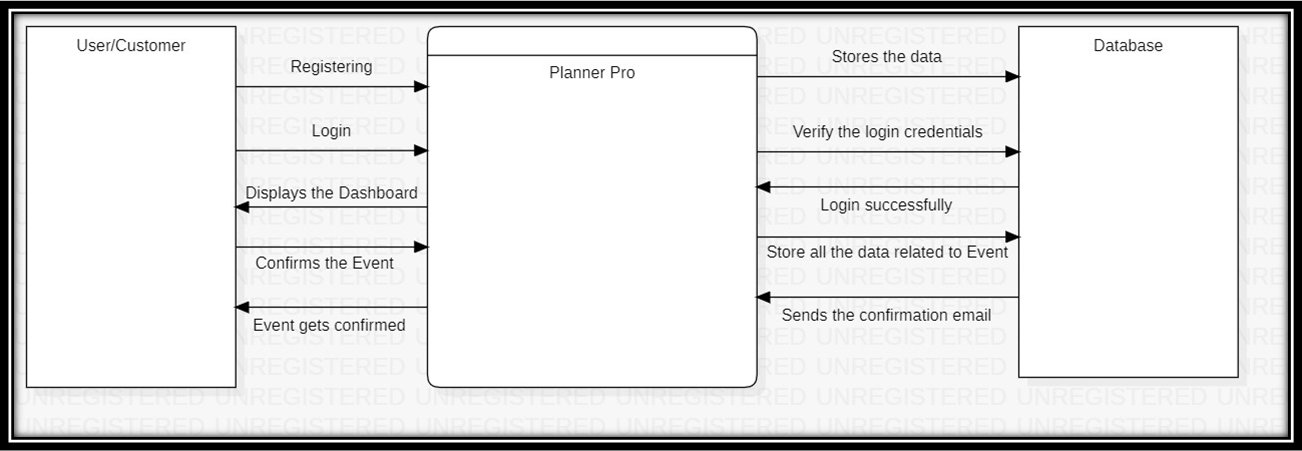 User/Customer
Planner Pro
Database
Registering
Stores the data
Login
Verify the login credentials
Displays the Dashboard
Login successfully
Confirms the Event
Store all the data related to Event
Event gets confirmed
Sends the confirmation email
UNREGISTERED UNREGISTERED UNREGISTERED UNREGISTERED UNREGISTERED UNREGISTERED